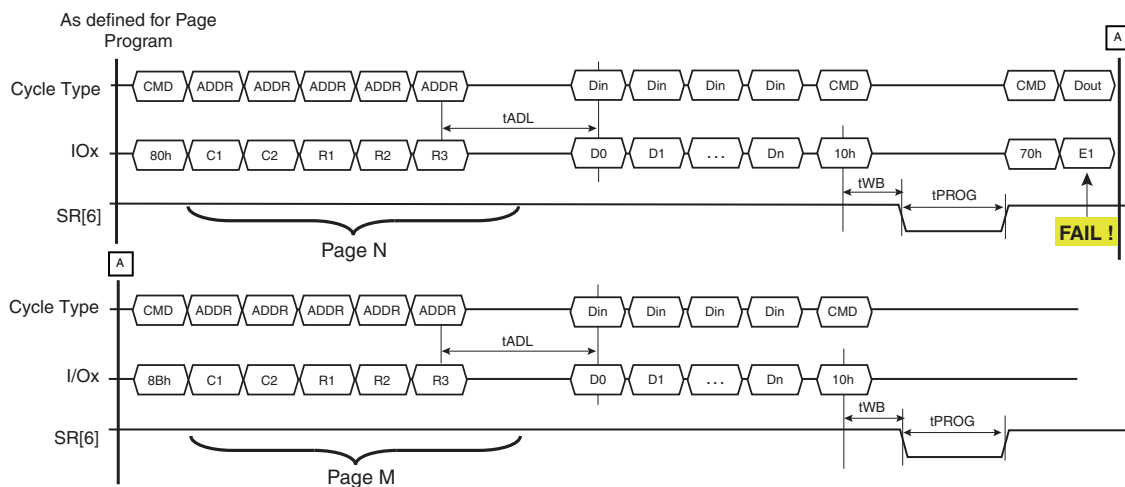 As defined for Page
Program
A
Cycle Type CMD ADDR ADDR ADDR ADDR ADDR Din Din Din Din CMD CMD Dout
tADL
IOx 80h C1 C2 R1 R2 R3 D0 D1 ... Dn 10h 70h E1
tWB tPROG
SR[6]
FAIL !
Page N
A
Cycle Type CMD ADDR ADDR ADDR ADDR ADDR Din Din Din Din CMD
tADL
I/Ox 8Bh C1 C2 R1 R2 R3 D0 D1 ... Dn 10h
tWB tPROG
SR[6]
Page M